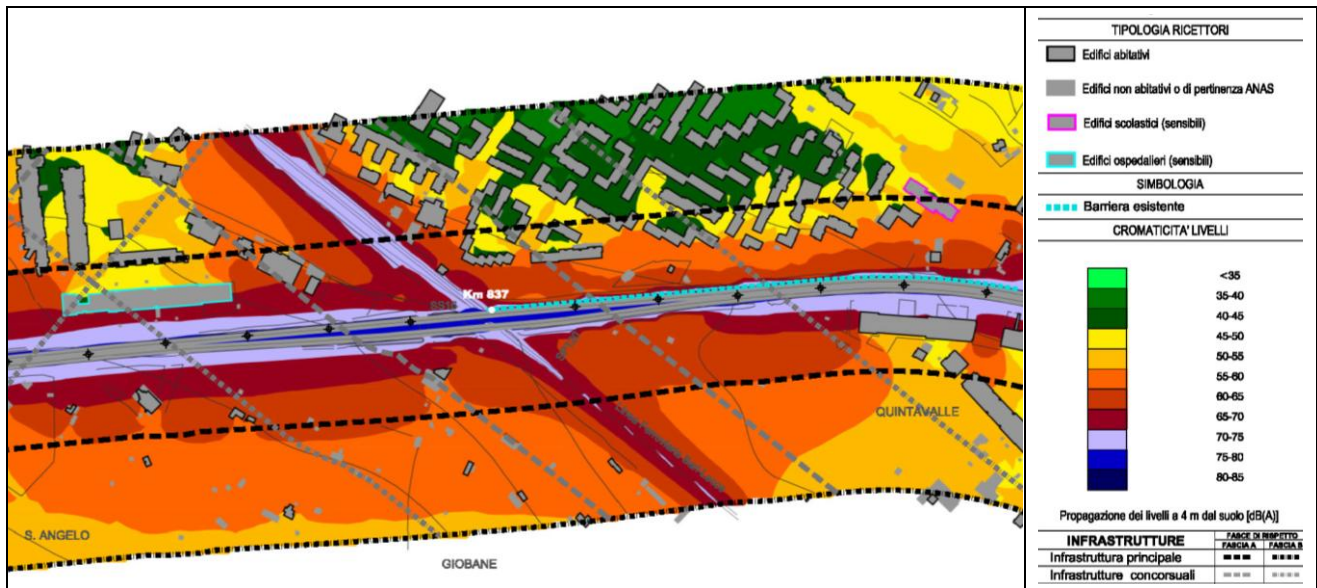 Km 837
SS16
QUINTAVALLE
S. ANGELO
GIOBANE
TIPOLOGIA RICETTORI
Edifici abitativi
Edifici non abitativi o di pertinenza ANAS
Edifici scolastici (sensibili)
Edifici ospedalieri (sensibili)
SIMBOLOGIA
Barriera esistente
CROMATICITA' LIVELLI
<35
35-40
40-45
45-50
50-55
55-60
60-65
65-70
70-75
75-80
80-85
Propagazione dei livelli a 4 m dal suolo [dB(A)]
INFRASTRUTTURE
FASCE DI RISPETTO
FASCIA A FASCIA B
Infrastruttura principale
Infrastrutture concorsuali